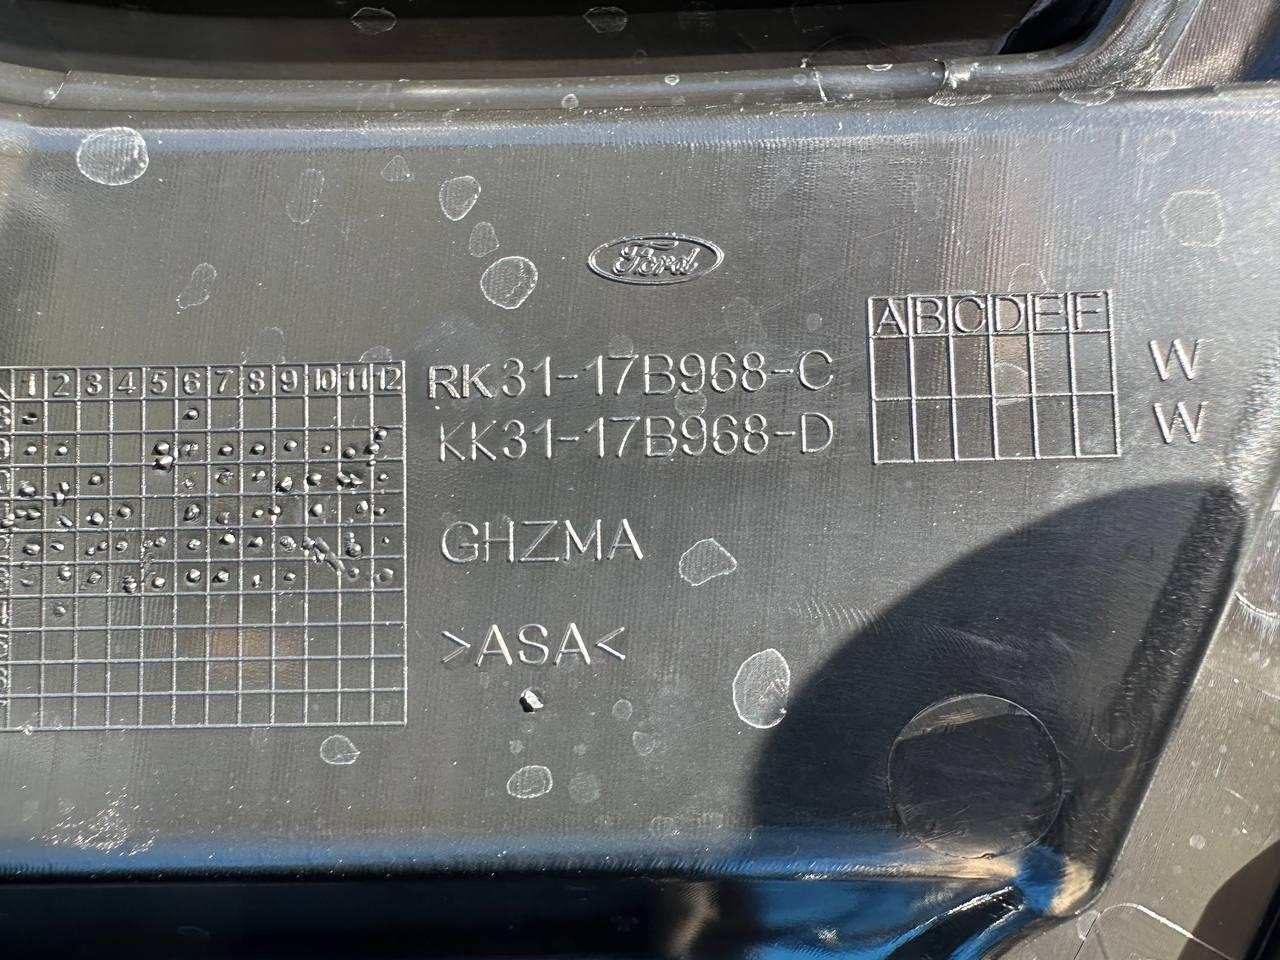 Ford
A B C D E F
1 2 3 4 5 6 7 8 9 10 11 12
RK31-17B968-C W
KK31-17B968-D W
GHZMA
>ASA<